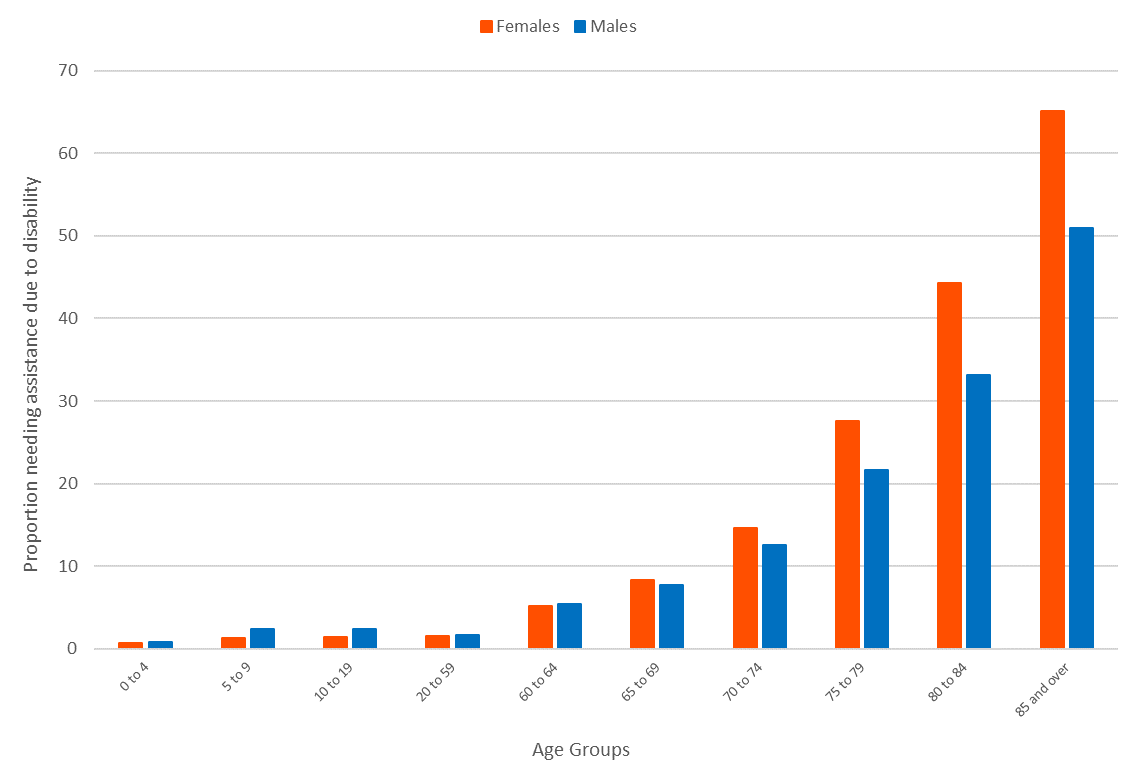 Females Males
Proportion needing assistance due to disability
70
60
50
40
30
20
10
0
0 to 4
5 to 9
10 to 19
20 to 59
60 to 64
65 to 69
70 to 74
75 to 79
80 to 84
85 and over
Age Groups